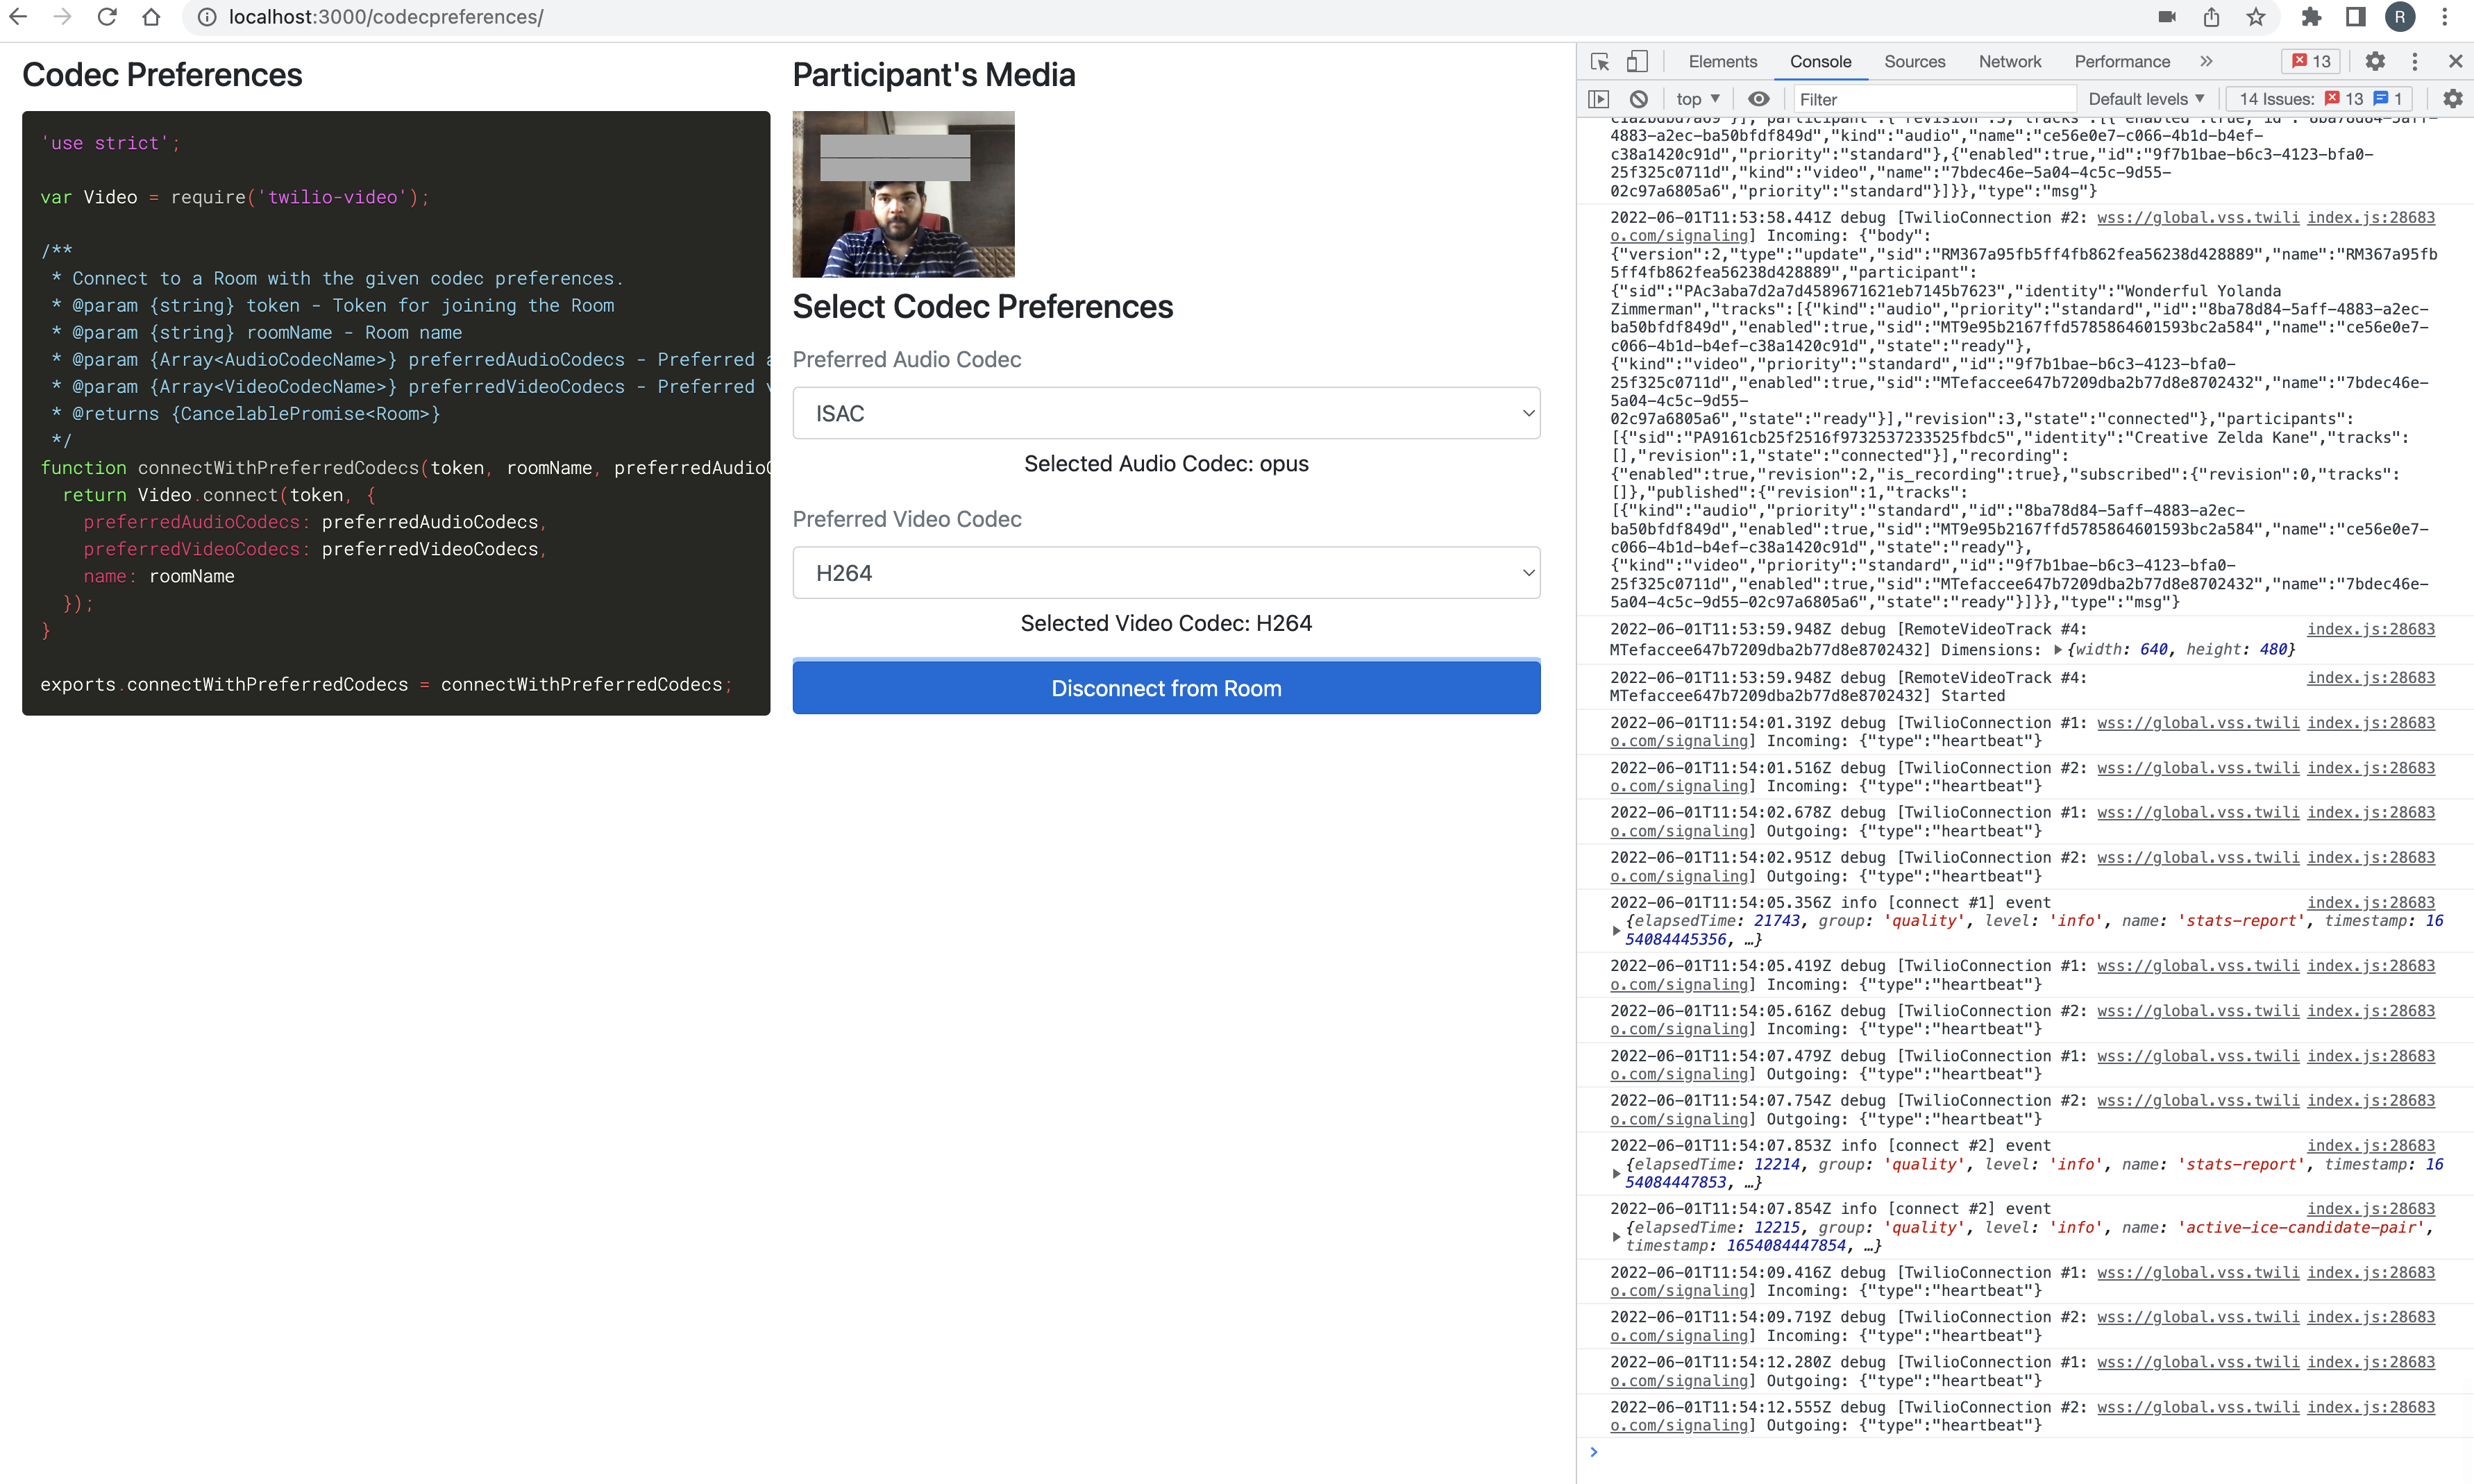 localhost:3000/codecpreferences/
R
Codec Preferences
'use strict';
var Video = require('twilio-video');
/**
* Connect to a Room with the given codec preferences.
* @param {string} token - Token for joining the Room
* @param {string} roomName - Room name
* @param {Array<AudioCodecName>} preferredAudioCodecs - Preferred
* @param {Array<VideoCodecName>} preferredVideoCodecs - Preferred
* @returns {CancelablePromise<Room>}
*/
function connectWithPreferredCodecs(token, roomName, preferredAudioC
return Video.connect(token, {
preferredAudioCodecs: preferredAudioCodecs,
preferredVideoCodecs: preferredVideoCodecs,
name: roomName
});
}
exports.connectWithPreferredCodecs = connectWithPreferredCodecs;
Participant's Media
Select Codec Preferences
Preferred Audio Codec
ISAC
Selected Audio Codec: opus
Preferred Video Codec
H264
Selected Video Codec: H264
Disconnect from Room
Elements Console Sources Network Performance 13
top Filter Default levels 14 Issues: 13 1
4883-a2ec-ba50bfdf849d","kind":"audio","name":"ce56e0e7-c066-4b1d-b4ef-
c38a1420c91d","priority":"standard"},{"enabled":true,"id":"9f7b1bae-b6c3-4123-bfa0-
25f325c0711d","kind":"video","name":"7bdec46e-5a04-4c5c-9d55-
02c97a6805a6","priority":"standard"}]}},"type":"msg"}
2022-06-01T11:53:58.441Z debug [TwilioConnection #2: wss://global.vss.twili index.js:28683
o.com/signaling] Incoming: {"body":
{"version":2,"type":"update","sid":"RM367a95fb5ff4fb862fea56238d428889","name":"RM367a95fb
5ff4fb862fea56238d428889","participant":
{"sid":"PAc3aba7d2a7d4589671621eb7145b7623","identity":"Wonderful Yolanda
Zimmerman","tracks":[{"kind":"audio","priority":"standard","id":"8ba78d84-5aff-4883-a2ec-
ba50bfdf849d","enabled":true,"sid":"MT9e95b2167ffd5785864601593bc2a584","name":"ce56e0e7-
c066-4b1d-b4ef-c38a1420c91d","state":"ready"},
{"kind":"video","priority":"standard","id":"9f7b1bae-b6c3-4123-bfa0-
25f325c0711d","enabled":true,"sid":"MTefaccee647b7209dba2b77d8e8702432","name":"7bdec46e-
5a04-4c5c-9d55-
02c97a6805a6","state":"ready"}],"revision":3,"state":"connected"},"participants":
[{"sid":"PA9161cb25f2516f9732537233525fbdc5","identity":"Creative Zelda Kane","tracks":
[],"revision":1,"state":"connected"}],"recording":
{"enabled":true,"revision":2,"is_recording":true},"subscribed":{"revision":0,"tracks":
[]},"published":{"revision":1,"tracks":
[{"kind":"audio","priority":"standard","id":"8ba78d84-5aff-4883-a2ec-
ba50bfdf849d","enabled":true,"sid":"MT9e95b2167ffd5785864601593bc2a584","name":"ce56e0e7-
c066-4b1d-b4ef-c38a1420c91d","state":"ready"},
{"kind":"video","priority":"standard","id":"9f7b1bae-b6c3-4123-bfa0-
25f325c0711d","enabled":true,"sid":"MTefaccee647b7209dba2b77d8e8702432","name":"7bdec46e-
5a04-4c5c-9d55-02c97a6805a6","state":"ready"}]}},"type":"msg"}
2022-06-01T11:53:59.948Z debug [RemoteVideoTrack #4: index.js:28683
MTefaccee647b7209dba2b77d8e8702432] Dimensions: {width: 640, height: 480}
2022-06-01T11:53:59.948Z debug [RemoteVideoTrack #4: index.js:28683
MTefaccee647b7209dba2b77d8e8702432] Started
2022-06-01T11:54:01.319Z debug [TwilioConnection #1: wss://global.vss.twili index.js:28683
o.com/signaling] Incoming: {"type":"heartbeat"}
2022-06-01T11:54:01.516Z debug [TwilioConnection #2: wss://global.vss.twili index.js:28683
o.com/signaling] Incoming: {"type":"heartbeat"}
2022-06-01T11:54:02.678Z debug [TwilioConnection #1: wss://global.vss.twili index.js:28683
o.com/signaling] Outgoing: {"type":"heartbeat"}
2022-06-01T11:54:02.951Z debug [TwilioConnection #2: wss://global.vss.twili index.js:28683
o.com/signaling] Outgoing: {"type":"heartbeat"}
2022-06-01T11:54:05.356Z info [connect #1] event index.js:28683
{elapsedTime: 21743, group: 'quality', level: 'info', name: 'stats-report', timestamp: 16
54084445356, …}
2022-06-01T11:54:05.419Z debug [TwilioConnection #1: wss://global.vss.twili index.js:28683
o.com/signaling] Incoming: {"type":"heartbeat"}
2022-06-01T11:54:05.616Z debug [TwilioConnection #2: wss://global.vss.twili index.js:28683
o.com/signaling] Incoming: {"type":"heartbeat"}
2022-06-01T11:54:07.479Z debug [TwilioConnection #1: wss://global.vss.twili index.js:28683
o.com/signaling] Outgoing: {"type":"heartbeat"}
2022-06-01T11:54:07.754Z debug [TwilioConnection #2: wss://global.vss.twili index.js:28683
o.com/signaling] Outgoing: {"type":"heartbeat"}
2022-06-01T11:54:07.853Z info [connect #2] event index.js:28683
{elapsedTime: 12214, group: 'quality', level: 'info', name: 'stats-report', timestamp: 16
54084447853, …}
2022-06-01T11:54:07.854Z info [connect #2] event index.js:28683
{elapsedTime: 12215, group: 'quality', level: 'info', name: 'active-ice-candidate-pair',
timestamp: 1654084447854, …}
2022-06-01T11:54:09.416Z debug [TwilioConnection #1: wss://global.vss.twili index.js:28683
o.com/signaling] Incoming: {"type":"heartbeat"}
2022-06-01T11:54:09.719Z debug [TwilioConnection #2: wss://global.vss.twili index.js:28683
o.com/signaling] Incoming: {"type":"heartbeat"}
2022-06-01T11:54:12.280Z debug [TwilioConnection #1: wss://global.vss.twili index.js:28683
o.com/signaling] Outgoing: {"type":"heartbeat"}
2022-06-01T11:54:12.555Z debug [TwilioConnection #2: wss://global.vss.twili index.js:28683
o.com/signaling] Outgoing: {"type":"heartbeat"}